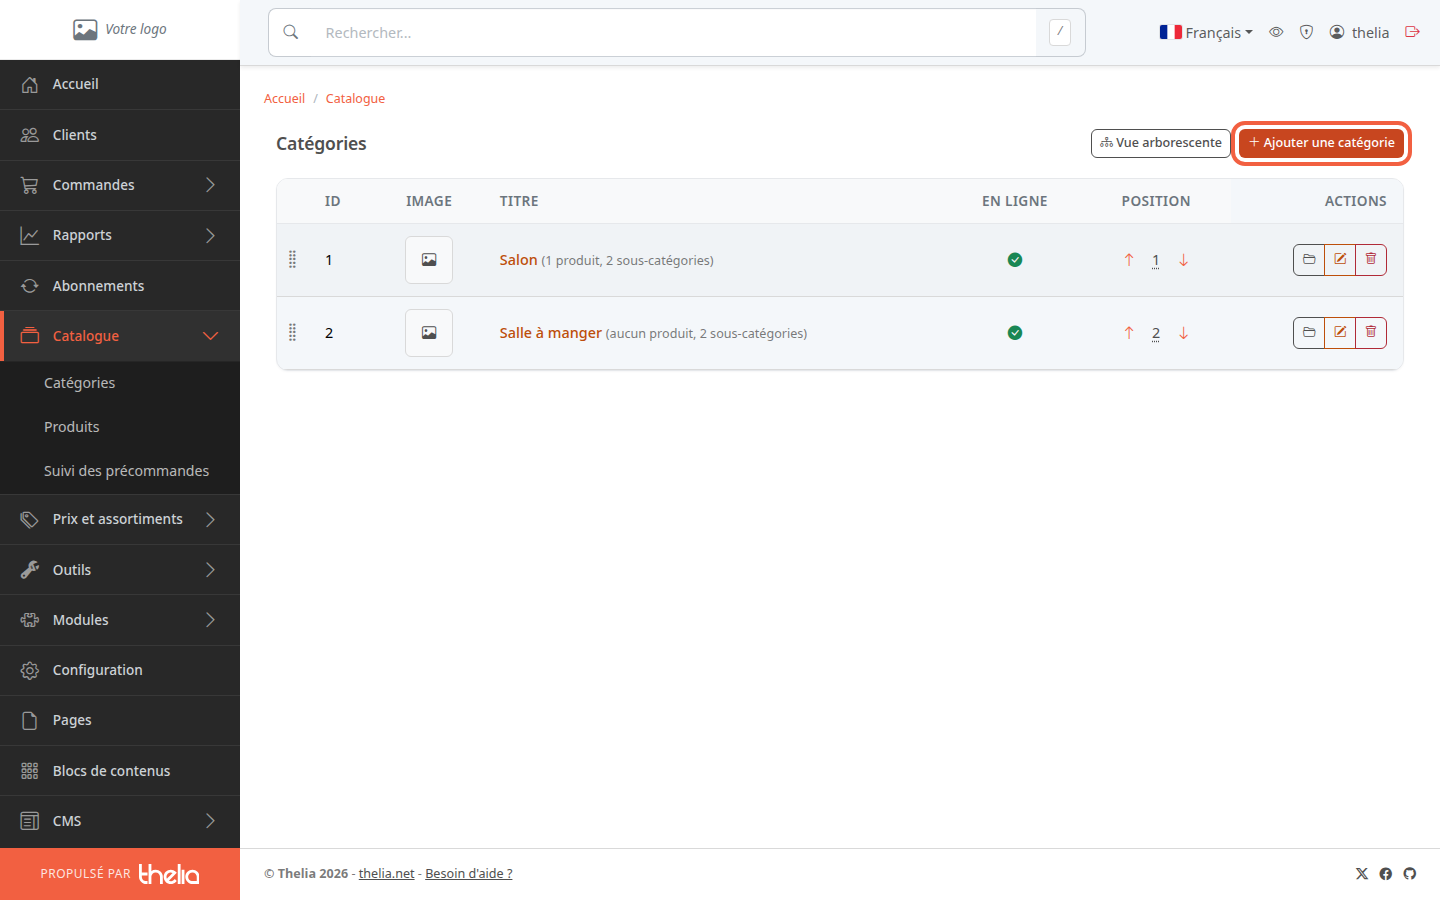 Votre logo
Rechercher...
/
Français
thelia
Accueil
Clients
Commandes
Rapports
Abonnements
Catalogue
Catégories
Produits
Suivi des précommandes
Prix et assortiments
Outils
Modules
Configuration
Pages
Blocs de contenus
CMS
PROPULSÉ PAR thelia
Accueil / Catalogue
Catégories
Vue arborescente
+ Ajouter une catégorie
ID IMAGE TITRE EN LIGNE POSITION ACTIONS
1 Salon (1 produit, 2 sous-catégories) 1
2 Salle à manger (aucun produit, 2 sous-catégories) 2
© Thelia 2026 - thelia.net - Besoin d'aide ?